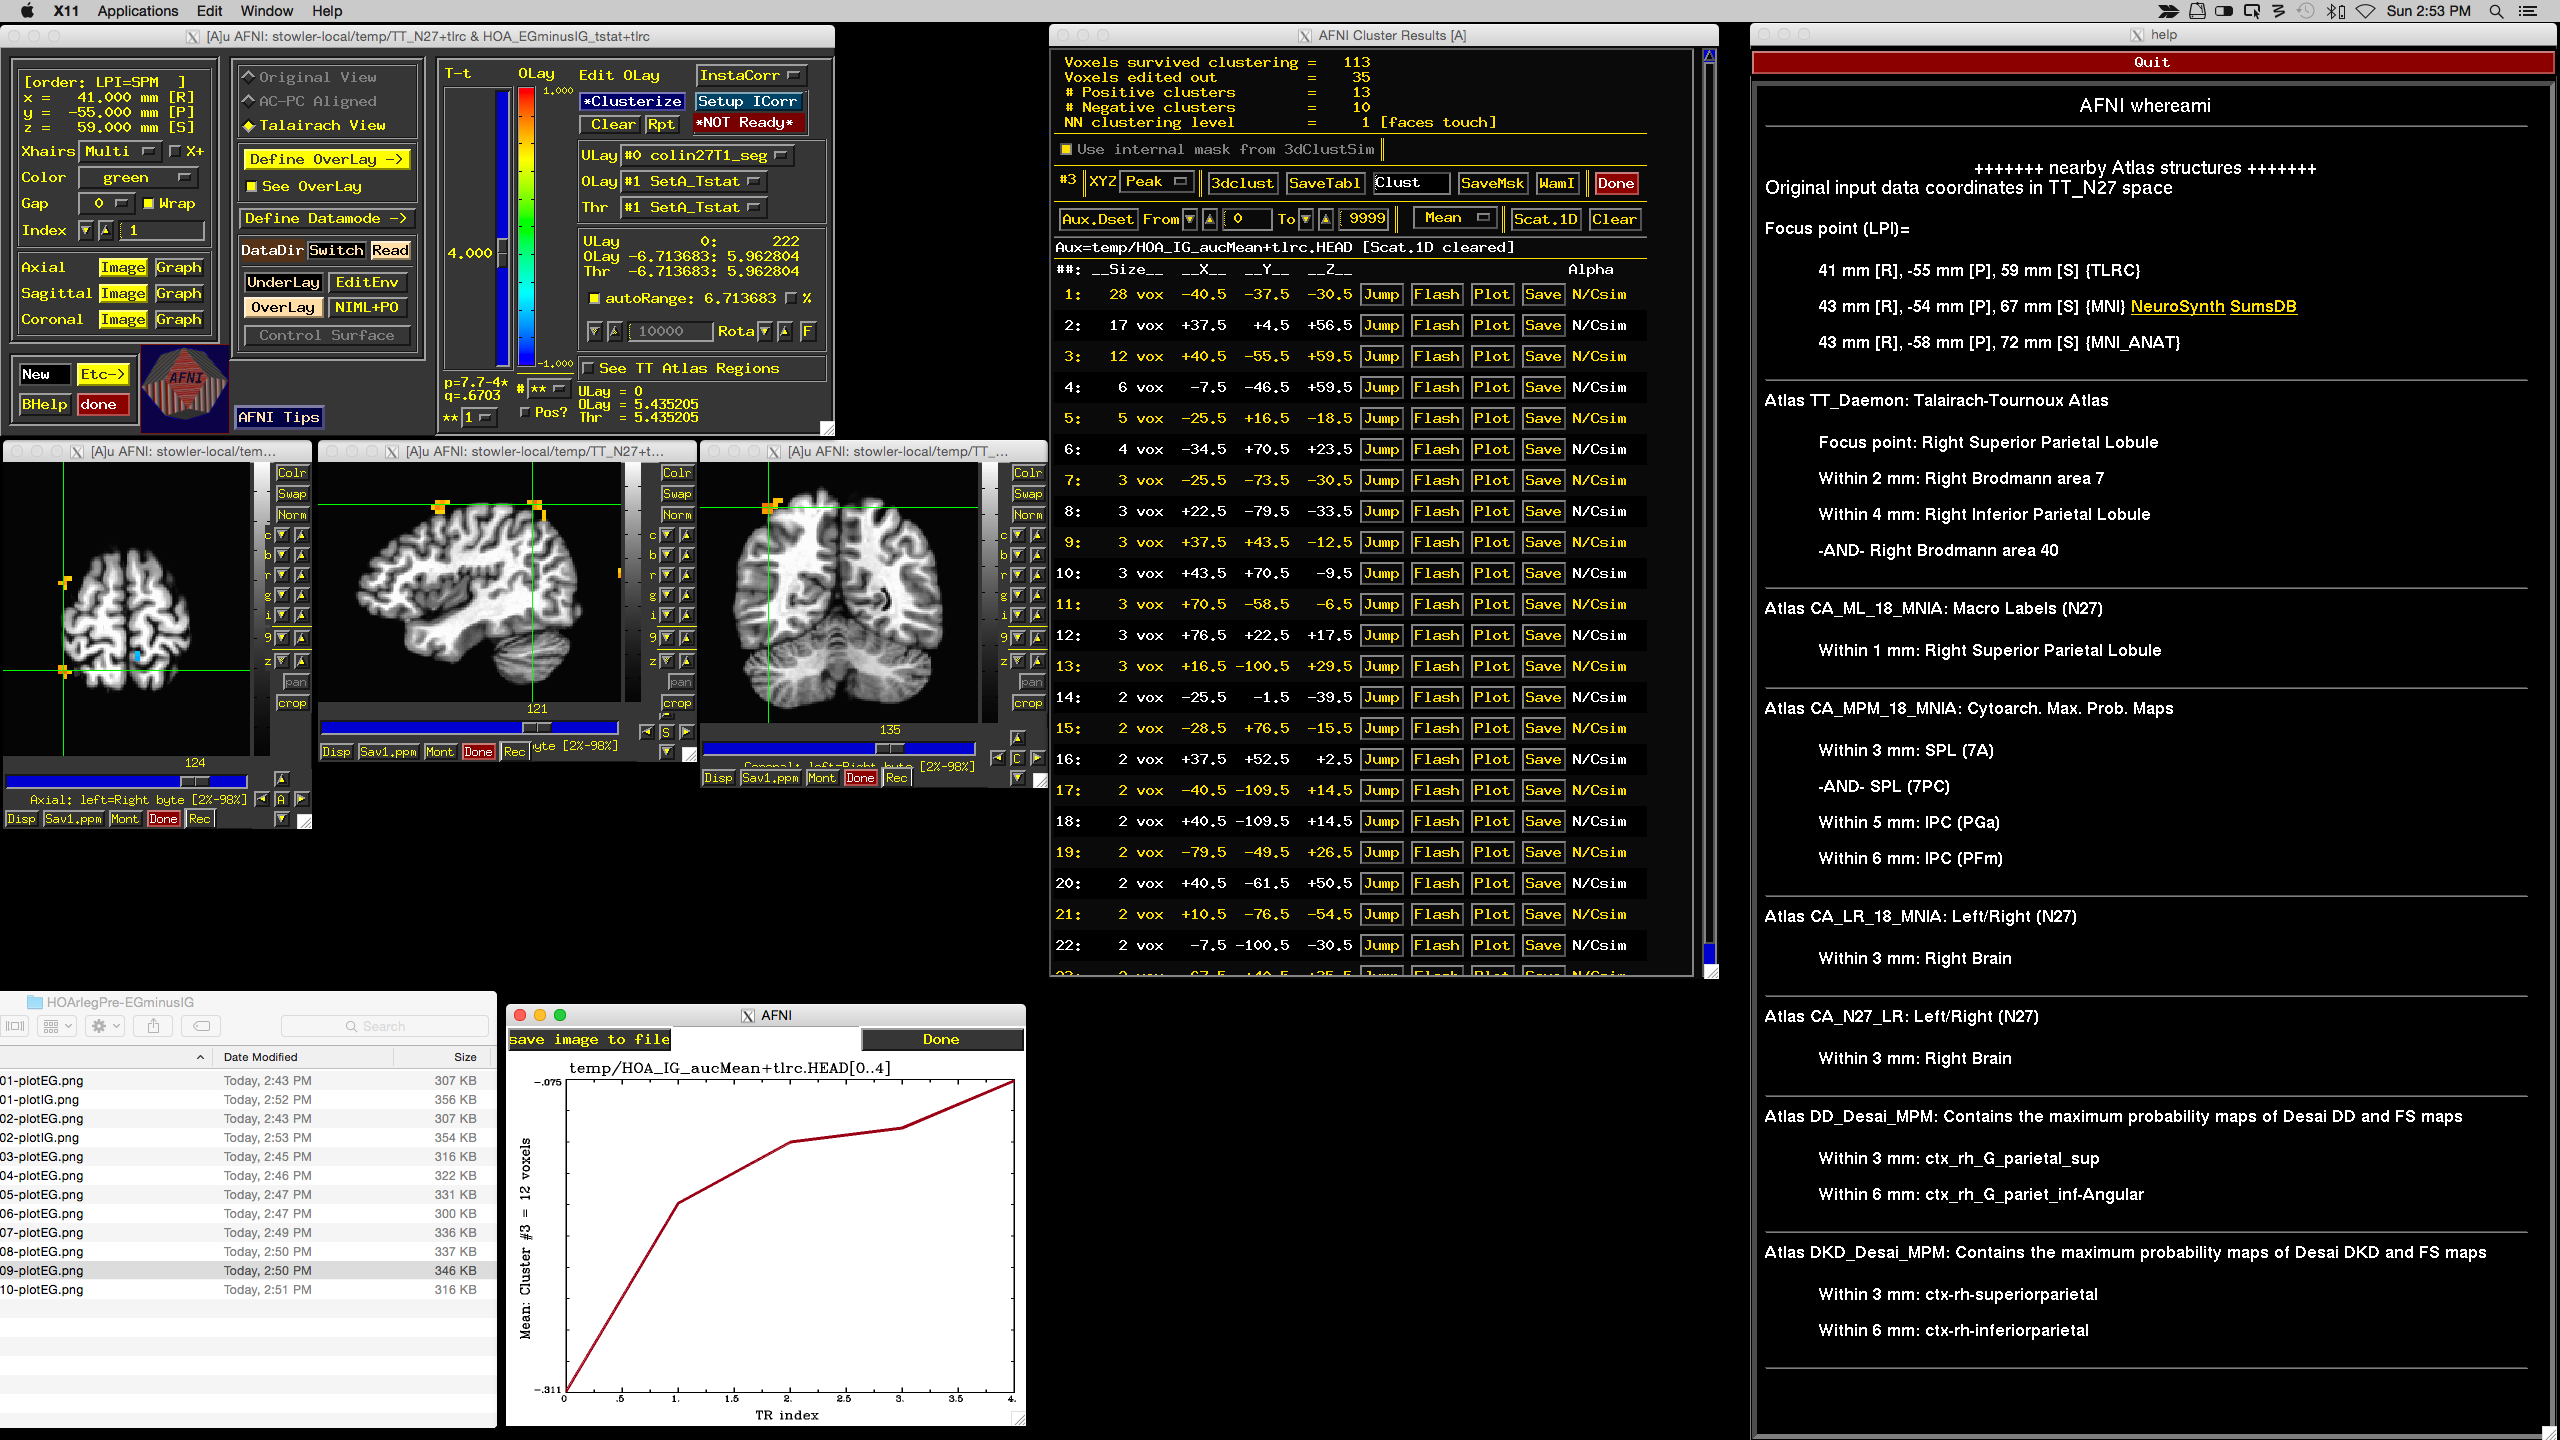 X11 Applications Edit Window Help
Sun 2:53 PM
[A]u AFNI: stowler-local/temp/TT_N27+tlrc & HOA_EGminusIG_tstat+tlrc
[order: LPI=SPM ]
x = 41.000 mm [R]
y = -55.000 mm [P]
z = 59.000 mm [S]
Xhairs Multi X+
Color green
Gap 0 Wrap
Index 1
Axial Image Graph
Sagittal Image Graph
Coronal Image Graph
New Etc->
BHelp done
AFNI
AFNI Tips
Original View
AC-PC Aligned
Talairach View
Define OverLay ->
See OverLay
Define Datamode ->
DataDir Switch Read
UnderLay EditEnv
OverLay NIML+PO
Control Surface
T-t OLay
1.000
4.000
-1.000
p=7.7-4*
q=.6703
# **
** 1 Pos?
Edit OLay InstaCorr
*Clusterize Setup ICorr
Clear Rpt *NOT Ready*
ULay #0 colin27T1_seg
OLay #1 SetA_Tstat
Thr #1 SetA_Tstat
ULay 0: 222
OLay -6.713683: 5.962804
Thr -6.713683: 5.962804
autoRange: 6.713683 %
10000 Rota F
See TT Atlas Regions
ULay = 0
OLay = 5.435205
Thr = 5.435205
[A]u AFNI: stowler-local/tem...
Colr
Swap
Norm
c
b
r
g
i
9
z
pan
crop
124
Axial: left=Right byte [2%-98%] A
Disp Sav1.ppm Mont Done Rec
[A]u AFNI: stowler-local/temp/TT_N27+t...
Colr
Swap
Norm
c
b
r
g
i
9
z
pan
crop
121
S
Disp Sav1.ppm Mont Done Rec yte [2%-98%]
[A]u AFNI: stowler-local/temp/TT_...
Colr
Swap
Norm
c
b
r
g
i
9
z
pan
crop
135
Coronal: left=Right byte [2%-98%] C
Disp Sav1.ppm Mont Done Rec
AFNI Cluster Results [A]
Voxels survived clustering = 113
Voxels edited out = 35
# Positive clusters = 13
# Negative clusters = 10
NN clustering level = 1 [faces touch]
Use internal mask from 3dClustSim
#3 XYZ Peak 3dclust SaveTabl Clust SaveMsk WamI Done
Aux.Dset From 0 To 9999 Mean Scat.1D Clear
Aux=temp/HOA_IG_aucMean+tlrc.HEAD [Scat.1D cleared]
##: __Size__ __X__ __Y__ __Z__ Alpha
1: 28 vox -40.5 -37.5 -30.5 Jump Flash Plot Save N/Csim
2: 17 vox +37.5 +4.5 +56.5 Jump Flash Plot Save N/Csim
3: 12 vox +40.5 -55.5 +59.5 Jump Flash Plot Save N/Csim
4: 6 vox -7.5 -46.5 +59.5 Jump Flash Plot Save N/Csim
5: 5 vox -25.5 +16.5 -18.5 Jump Flash Plot Save N/Csim
6: 4 vox -34.5 +70.5 +23.5 Jump Flash Plot Save N/Csim
7: 3 vox -25.5 -73.5 -30.5 Jump Flash Plot Save N/Csim
8: 3 vox +22.5 -79.5 -33.5 Jump Flash Plot Save N/Csim
9: 3 vox +37.5 +43.5 -12.5 Jump Flash Plot Save N/Csim
10: 3 vox +43.5 +70.5 -9.5 Jump Flash Plot Save N/Csim
11: 3 vox +70.5 -58.5 -6.5 Jump Flash Plot Save N/Csim
12: 3 vox +76.5 +22.5 +17.5 Jump Flash Plot Save N/Csim
13: 3 vox +16.5 -100.5 +29.5 Jump Flash Plot Save N/Csim
14: 2 vox -25.5 -1.5 -39.5 Jump Flash Plot Save N/Csim
15: 2 vox -28.5 +76.5 -15.5 Jump Flash Plot Save N/Csim
16: 2 vox +37.5 +52.5 +2.5 Jump Flash Plot Save N/Csim
17: 2 vox -40.5 -109.5 +14.5 Jump Flash Plot Save N/Csim
18: 2 vox +40.5 -109.5 +14.5 Jump Flash Plot Save N/Csim
19: 2 vox -79.5 -49.5 +26.5 Jump Flash Plot Save N/Csim
20: 2 vox +40.5 -61.5 +50.5 Jump Flash Plot Save N/Csim
21: 2 vox +10.5 -76.5 -54.5 Jump Flash Plot Save N/Csim
22: 2 vox -7.5 -100.5 -30.5 Jump Flash Plot Save N/Csim
help
Quit
AFNI whereami
+++++++ nearby Atlas structures +++++++
Original input data coordinates in TT_N27 space
Focus point (LPI)=
41 mm [R], -55 mm [P], 59 mm [S] {TLRC}
43 mm [R], -54 mm [P], 67 mm [S] {MNI} NeuroSynth SumsDB
43 mm [R], -58 mm [P], 72 mm [S] {MNI_ANAT}
Atlas TT_Daemon: Talairach-Tournoux Atlas
Focus point: Right Superior Parietal Lobule
Within 2 mm: Right Brodmann area 7
Within 4 mm: Right Inferior Parietal Lobule
-AND- Right Brodmann area 40
Atlas CA_ML_18_MNIA: Macro Labels (N27)
Within 1 mm: Right Superior Parietal Lobule
Atlas CA_MPM_18_MNIA: Cytoarch. Max. Prob. Maps
Within 3 mm: SPL (7A)
-AND- SPL (7PC)
Within 5 mm: IPC (PGa)
Within 6 mm: IPC (PFm)
Atlas CA_LR_18_MNIA: Left/Right (N27)
Within 3 mm: Right Brain
Atlas CA_N27_LR: Left/Right (N27)
Within 3 mm: Right Brain
Atlas DD_Desai_MPM: Contains the maximum probability maps of Desai DD and FS maps
Within 3 mm: ctx_rh_G_parietal_sup
Within 6 mm: ctx_rh_G_pariet_inf-Angular
Atlas DKD_Desai_MPM: Contains the maximum probability maps of Desai DKD and FS maps
Within 3 mm: ctx-rh-superiorparietal
Within 6 mm: ctx-rh-inferiorparietal
HOArlegPre-EGminusIG
Search
Date Modified Size
01-plotEG.png Today, 2:43 PM 307 KB
01-plotIG.png Today, 2:52 PM 356 KB
02-plotEG.png Today, 2:43 PM 307 KB
02-plotIG.png Today, 2:53 PM 354 KB
03-plotEG.png Today, 2:45 PM 316 KB
04-plotEG.png Today, 2:46 PM 322 KB
05-plotEG.png Today, 2:47 PM 331 KB
06-plotEG.png Today, 2:47 PM 300 KB
07-plotEG.png Today, 2:49 PM 336 KB
08-plotEG.png Today, 2:50 PM 337 KB
09-plotEG.png Today, 2:50 PM 346 KB
10-plotEG.png Today, 2:51 PM 316 KB
AFNI
save image to file Done
temp/HOA_IG_aucMean+tlrc.HEAD[0..4]
-.075
Mean: Cluster #3 = 12 voxels
-.311
0 .5 1. 1.5 2. 2.5 3. 3.5 4.
TR index